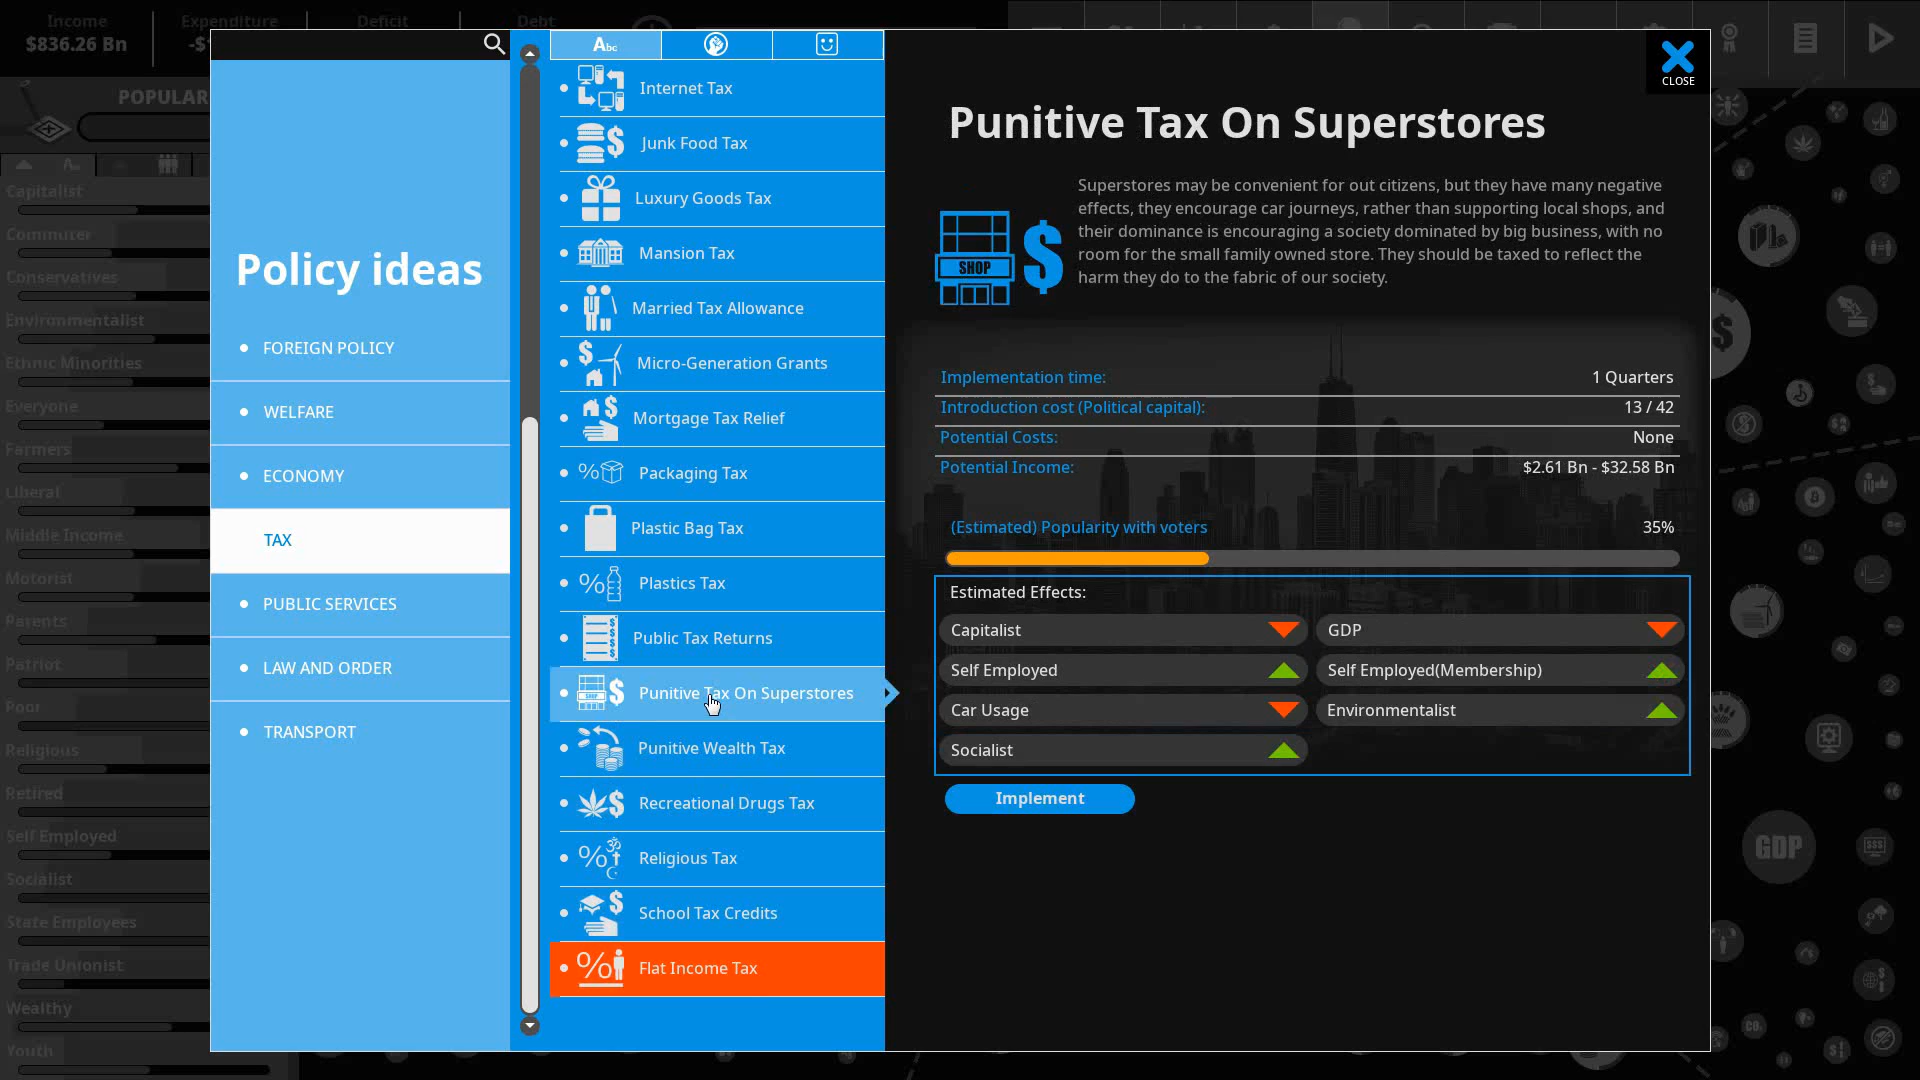 Income
Expenditure
Deficit
Debt
$836.26 Bn
-$
POPULAR
Capitalist
Commuter
Conservatives
Environmentalist
Ethnic Minorities
Everyone
Farmers
Liberal
Middle Income
Motorist
Parents
Patriot
Poor
Religious
Retired
Self Employed
Socialist
State Employees
Trade Unionist
Wealthy
Youth
Policy ideas
FOREIGN POLICY
WELFARE
ECONOMY
TAX
PUBLIC SERVICES
LAW AND ORDER
TRANSPORT
Abc
Internet Tax
Junk Food Tax
Luxury Goods Tax
Mansion Tax
Married Tax Allowance
Micro-Generation Grants
Mortgage Tax Relief
Packaging Tax
Plastic Bag Tax
Plastics Tax
Public Tax Returns
Punitive Tax On Superstores
Punitive Wealth Tax
Recreational Drugs Tax
Religious Tax
School Tax Credits
Flat Income Tax
CLOSE
Punitive Tax On Superstores
SHOP
Superstores may be convenient for out citizens, but they have many negative
effects, they encourage car journeys, rather than supporting local shops, and
their dominance is encouraging a society dominated by big business, with no
room for the small family owned store. They should be taxed to reflect the
harm they do to the fabric of our society.
Implementation time: 1 Quarters
Introduction cost (Political capital): 13 / 42
Potential Costs: None
Potential Income: $2.61 Bn - $32.58 Bn
(Estimated) Popularity with voters 35%
Estimated Effects:
Capitalist
GDP
Self Employed
Self Employed(Membership)
Car Usage
Environmentalist
Socialist
Implement
GDP